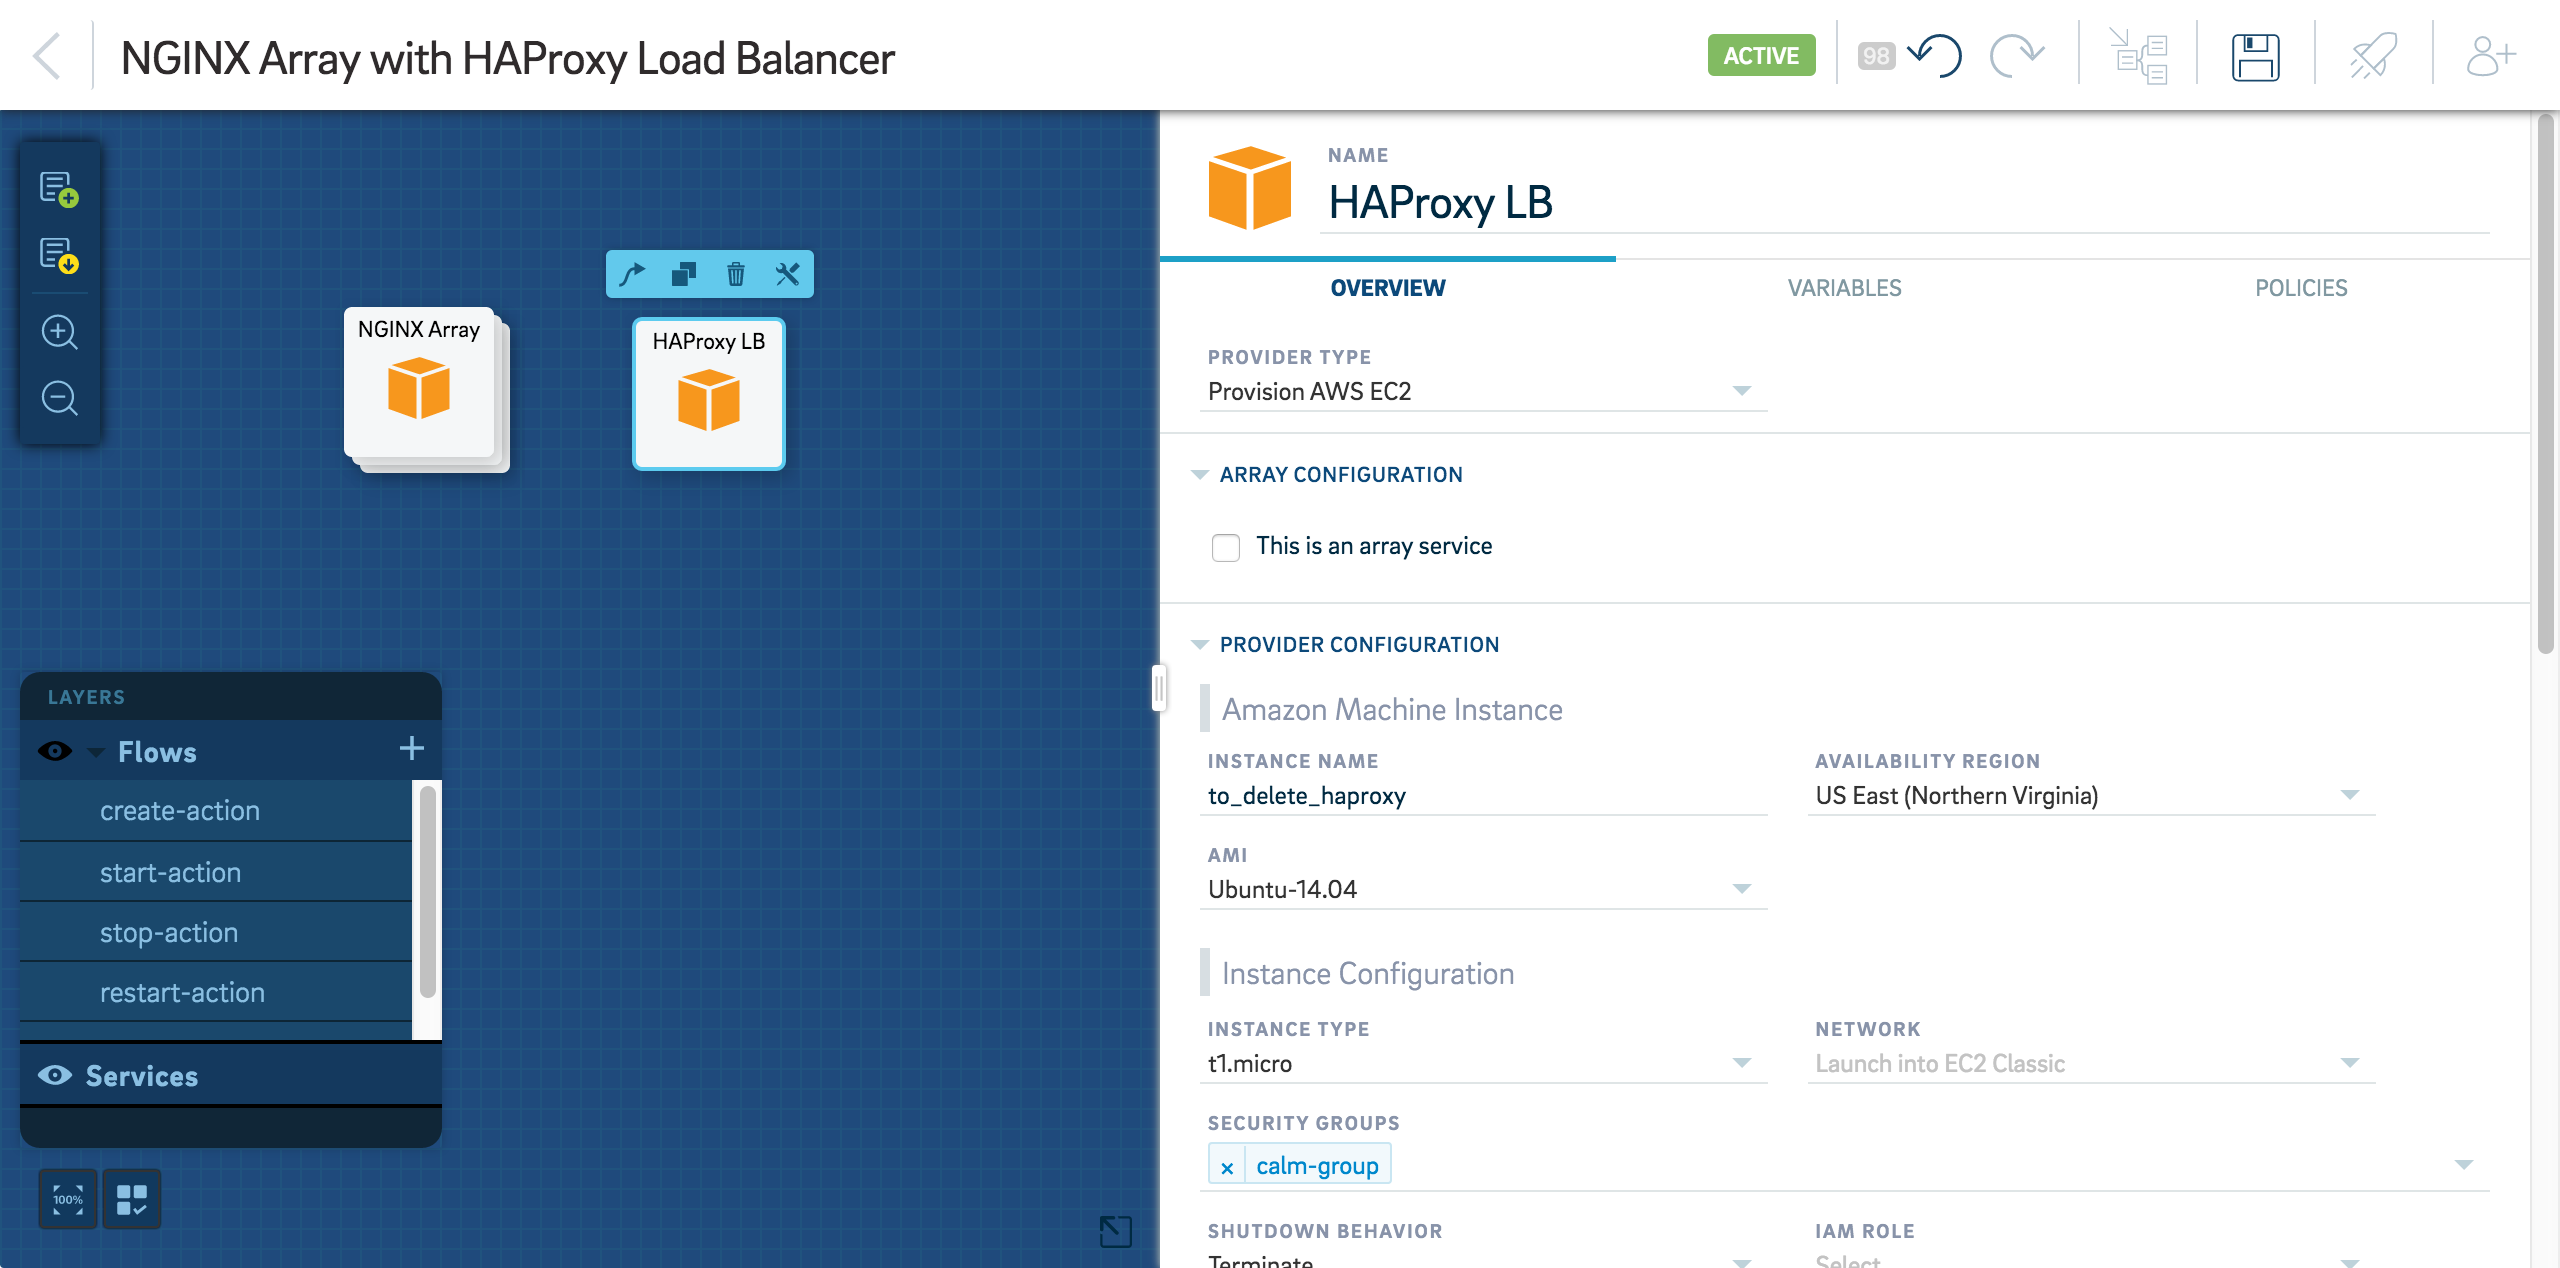 NGINX Array with HAProxy Load Balancer
ACTIVE
98
NGINX Array
HAProxy LB
LAYERS
Flows
create-action
start-action
stop-action
restart-action
Services
100%
NAME
HAProxy LB
OVERVIEW
VARIABLES
POLICIES
PROVIDER TYPE
Provision AWS EC2
ARRAY CONFIGURATION
This is an array service
PROVIDER CONFIGURATION
Amazon Machine Instance
INSTANCE NAME
AVAILABILITY REGION
to_delete_haproxy
US East (Northern Virginia)
AMI
Ubuntu-14.04
Instance Configuration
INSTANCE TYPE
NETWORK
t1.micro
Launch into EC2 Classic
SECURITY GROUPS
× calm-group
SHUTDOWN BEHAVIOR
IAM ROLE
Terminate
Select